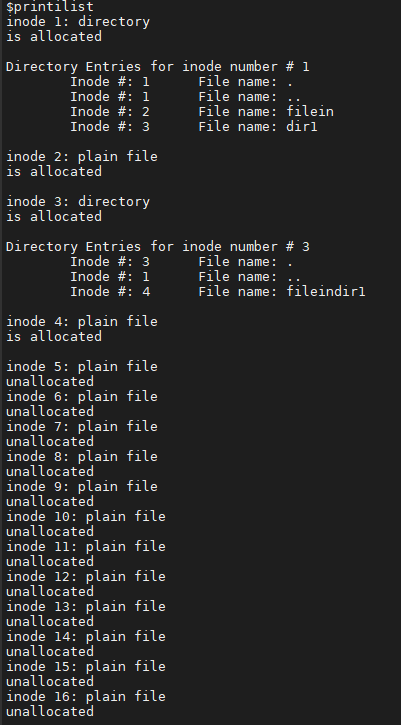 $printilist
inode 1: directory
is allocated
Directory Entries for inode number # 1
Inode #: 1 File name: .
Inode #: 1 File name: ..
Inode #: 2 File name: filein
Inode #: 3 File name: dir1
inode 2: plain file
is allocated
inode 3: directory
is allocated
Directory Entries for inode number # 3
Inode #: 3 File name: .
Inode #: 1 File name: ..
Inode #: 4 File name: fileindir1
inode 4: plain file
is allocated
inode 5: plain file
unallocated
inode 6: plain file
unallocated
inode 7: plain file
unallocated
inode 8: plain file
unallocated
inode 9: plain file
unallocated
inode 10: plain file
unallocated
inode 11: plain file
unallocated
inode 12: plain file
unallocated
inode 13: plain file
unallocated
inode 14: plain file
unallocated
inode 15: plain file
unallocated
inode 16: plain file
unallocated